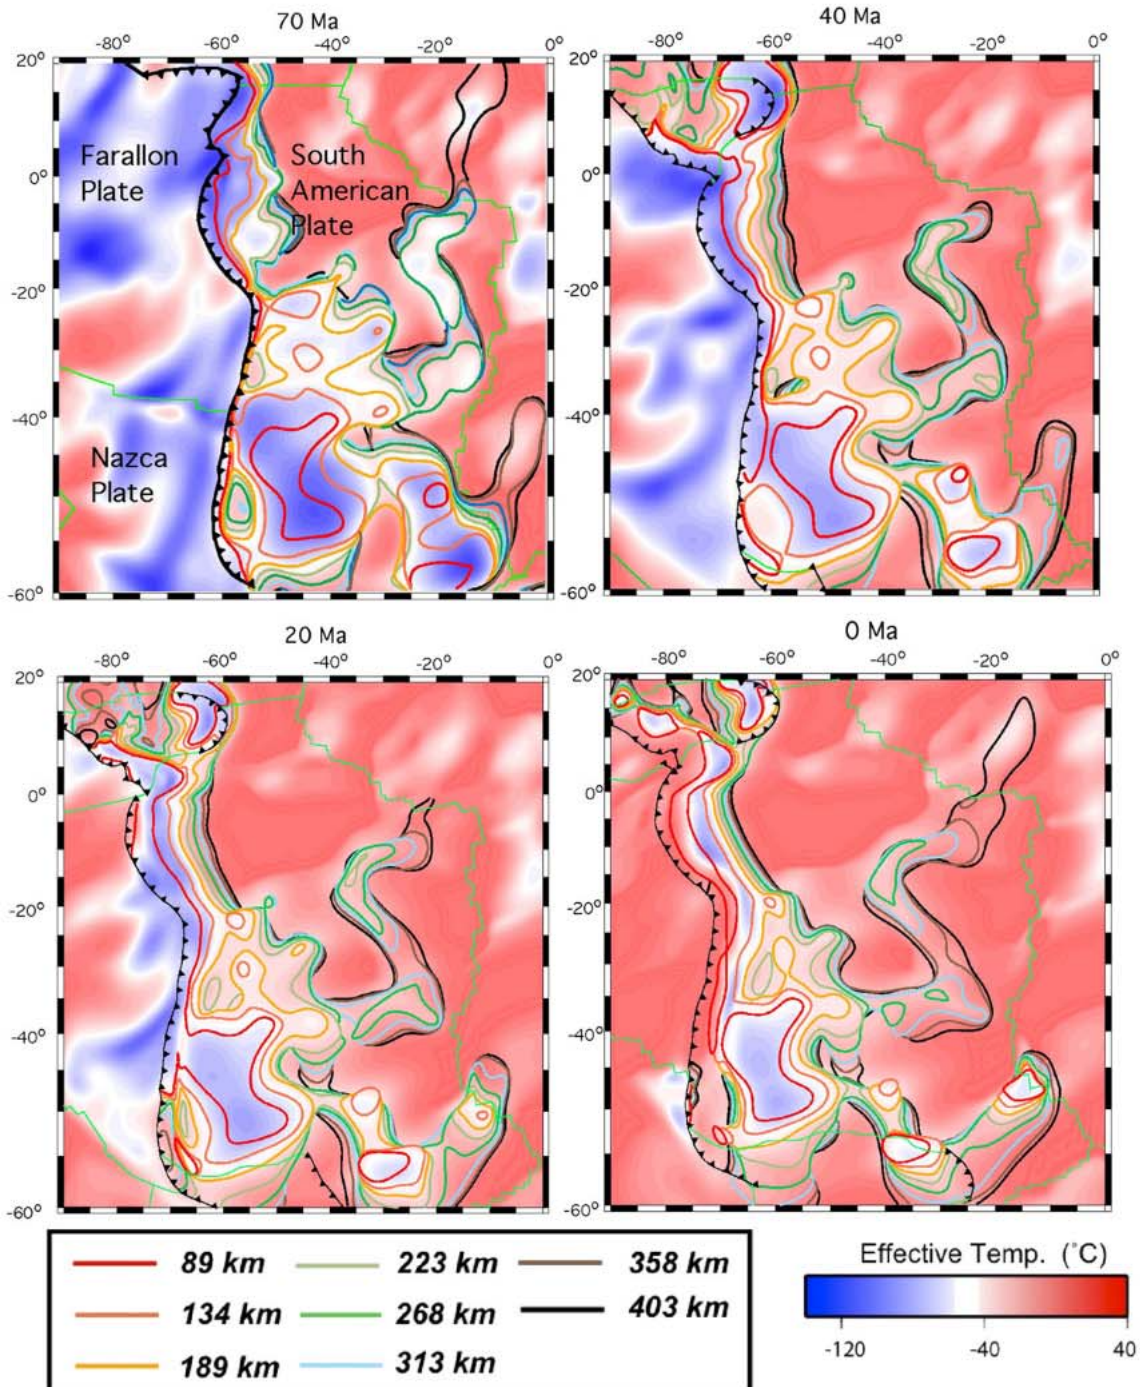 70 Ma
-80° -60° -40° -20° 0°
20°
0°
-20°
-40°
-60°
Farallon
Plate
South
American
Plate
Nazca
Plate
40 Ma
-80° -60° -40° -20° 0°
20°
0°
-20°
-40°
-60°
20 Ma
-80° -60° -40° -20° 0°
20°
0°
-20°
-40°
-60°
0 Ma
-80° -60° -40° -20° 0°
20°
0°
-20°
-40°
-60°
89 km 223 km 358 km
134 km 268 km 403 km
189 km 313 km
Effective Temp. (°C)
-120 -40 40